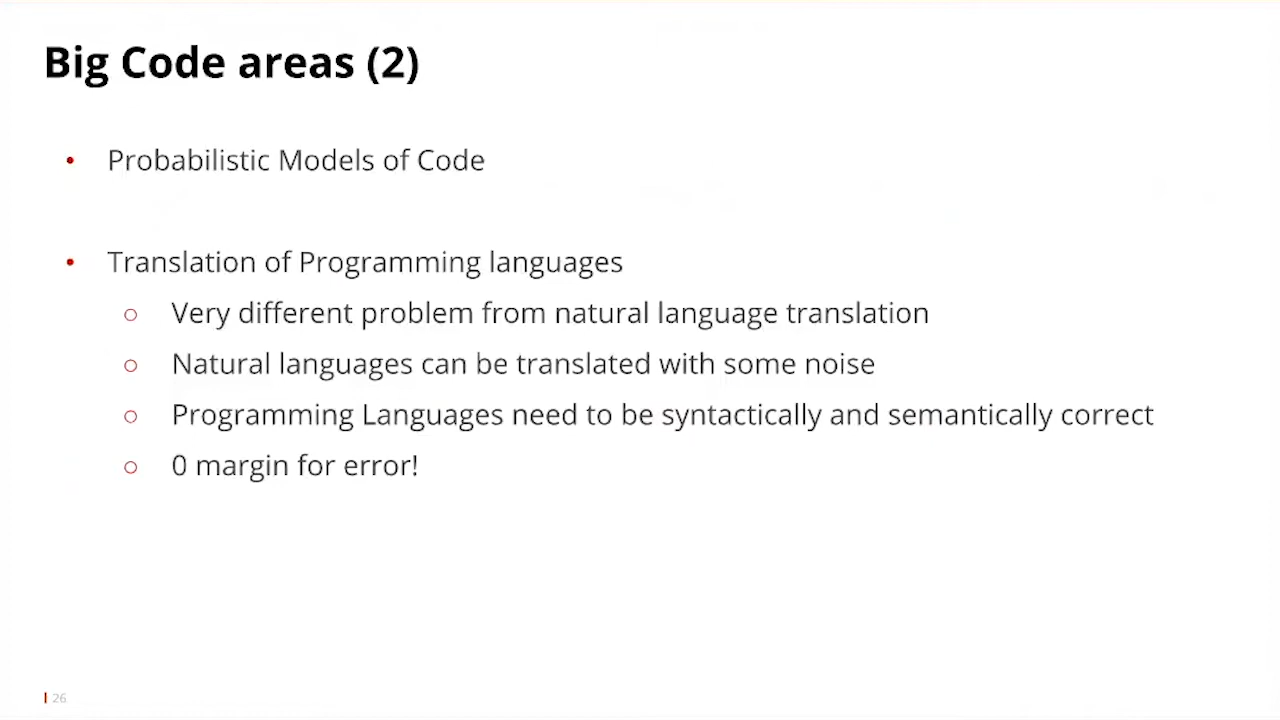 Big Code areas (2)
• Probabilistic Models of Code
• Translation of Programming languages
○ Very different problem from natural language translation
○ Natural languages can be translated with some noise
○ Programming Languages need to be syntactically and semantically correct
○ 0 margin for error!
26